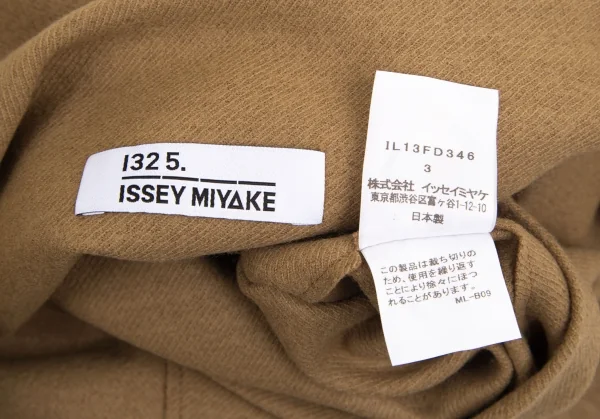 132 5.
ISSEY MIYAKE
IL13FD346
3
株式会社 イッセイミヤケ
東京都渋谷区富ヶ谷1-12-10
日本製
この製品は裁ち切りの
ため、使用を繰り返す
ことにより徐々にほつ
れることがあります。
ML-B09